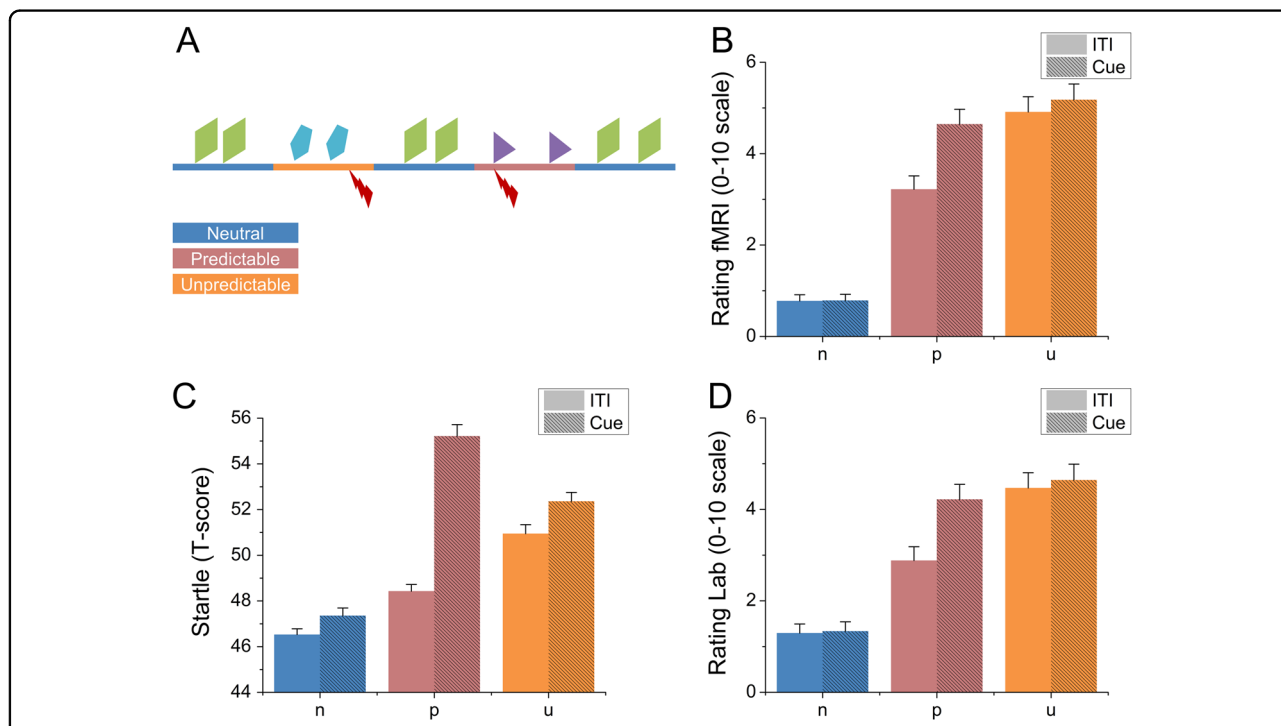 A
Neutral
Predictable
Unpredictable
B
ITI
Cue
Rating fMRI (0-10 scale)
6
4
2
0
n
p
u
C
ITI
Cue
Startle (T-score)
56
54
52
50
48
46
44
n
p
u
D
ITI
Cue
Rating Lab (0-10 scale)
6
4
2
0
n
p
u